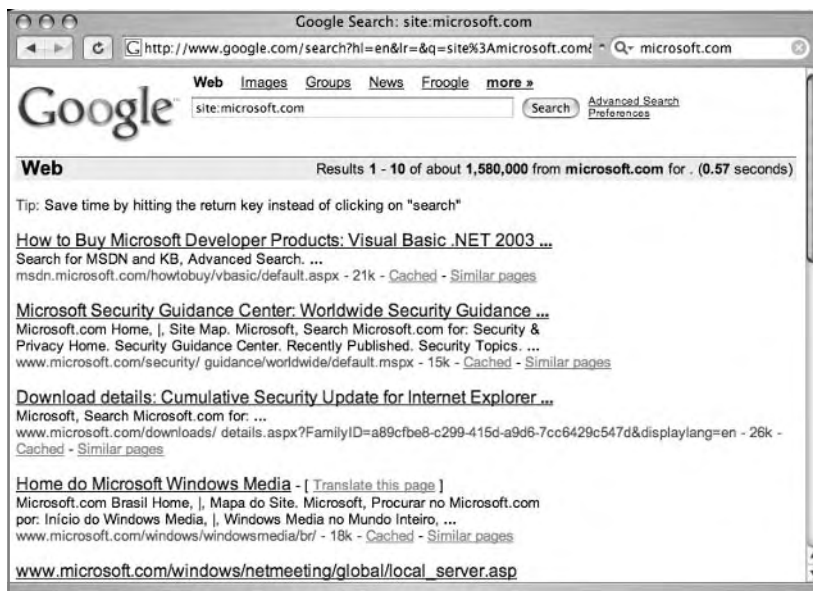 Google Search: site:microsoft.com
http://www.google.com/search?hl=en&lr=&q=site%3Amicrosoft.com& microsoft.com
Web Images Groups News Froogle more »
Google
site:microsoft.com Search Advanced Search
Preferences
Web Results 1 - 10 of about 1,580,000 from microsoft.com for . (0.57 seconds)
Tip: Save time by hitting the return key instead of clicking on "search"
How to Buy Microsoft Developer Products: Visual Basic .NET 2003 ...
Search for MSDN and KB, Advanced Search. ...
msdn.microsoft.com/howtobuy/vbasic/default.aspx - 21k - Cached - Similar pages
Microsoft Security Guidance Center: Worldwide Security Guidance ...
Microsoft.com Home, |, Site Map. Microsoft, Search Microsoft.com for: Security &
Privacy Home. Security Guidance Center. Recently Published. Security Topics. ...
www.microsoft.com/security/ guidance/worldwide/default.mspx - 15k - Cached - Similar pages
Download details: Cumulative Security Update for Internet Explorer ...
Microsoft, Search Microsoft.com for: ...
www.microsoft.com/downloads/ details.aspx?FamilyID=a89cfbe8-c299-415d-a9d6-7cc6429c547d&displaylang=en - 26k -
Cached - Similar pages
Home do Microsoft Windows Media - [ Translate this page ]
Microsoft.com Brasil Home, |, Mapa do Site. Microsoft, Procurar no Microsoft.com
por: Início do Windows Media, |, Windows Media no Mundo Inteiro, ...
www.microsoft.com/windows/windowsmedia/br/ - 18k - Cached - Similar pages
www.microsoft.com/windows/netmeeting/global/local_server.asp